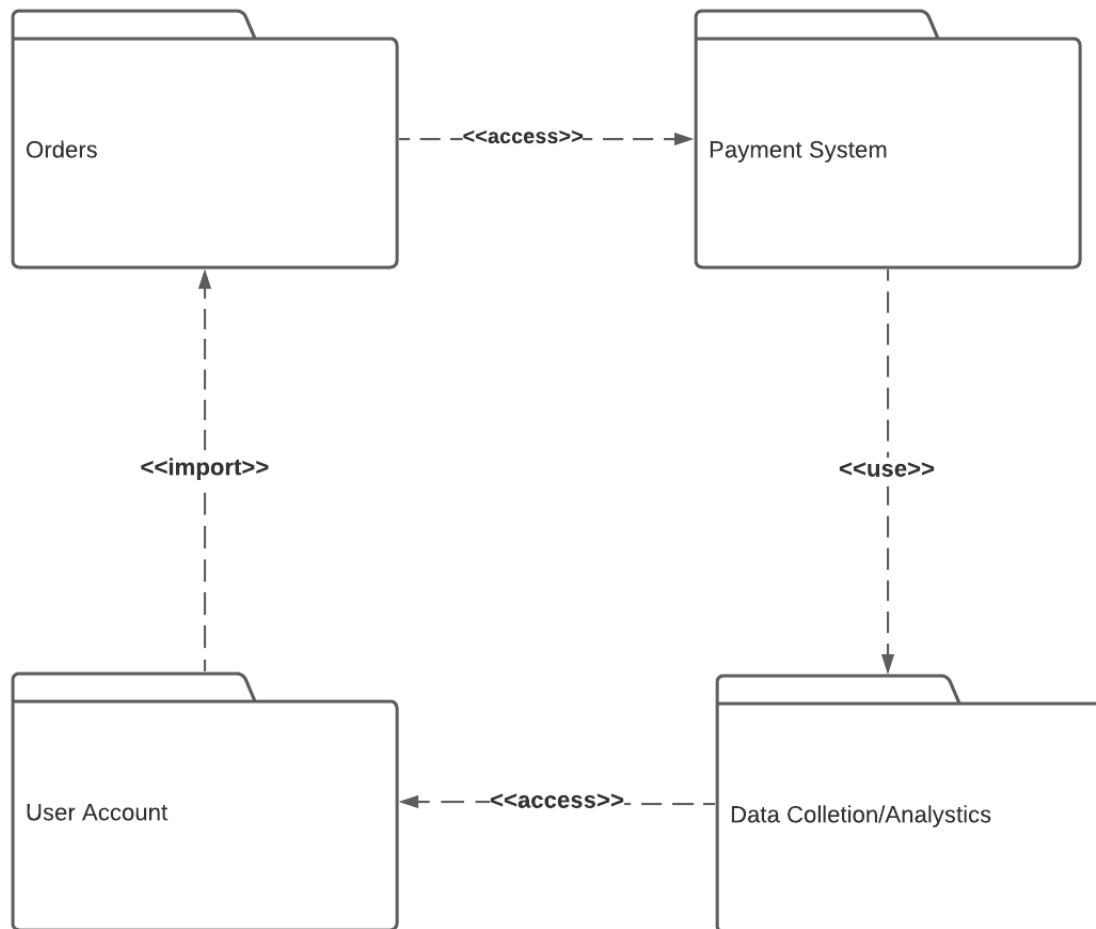 Orders
<<access>>
Payment System
<<import>>
<<use>>
User Account
<<access>>
Data Colletion/Analystics